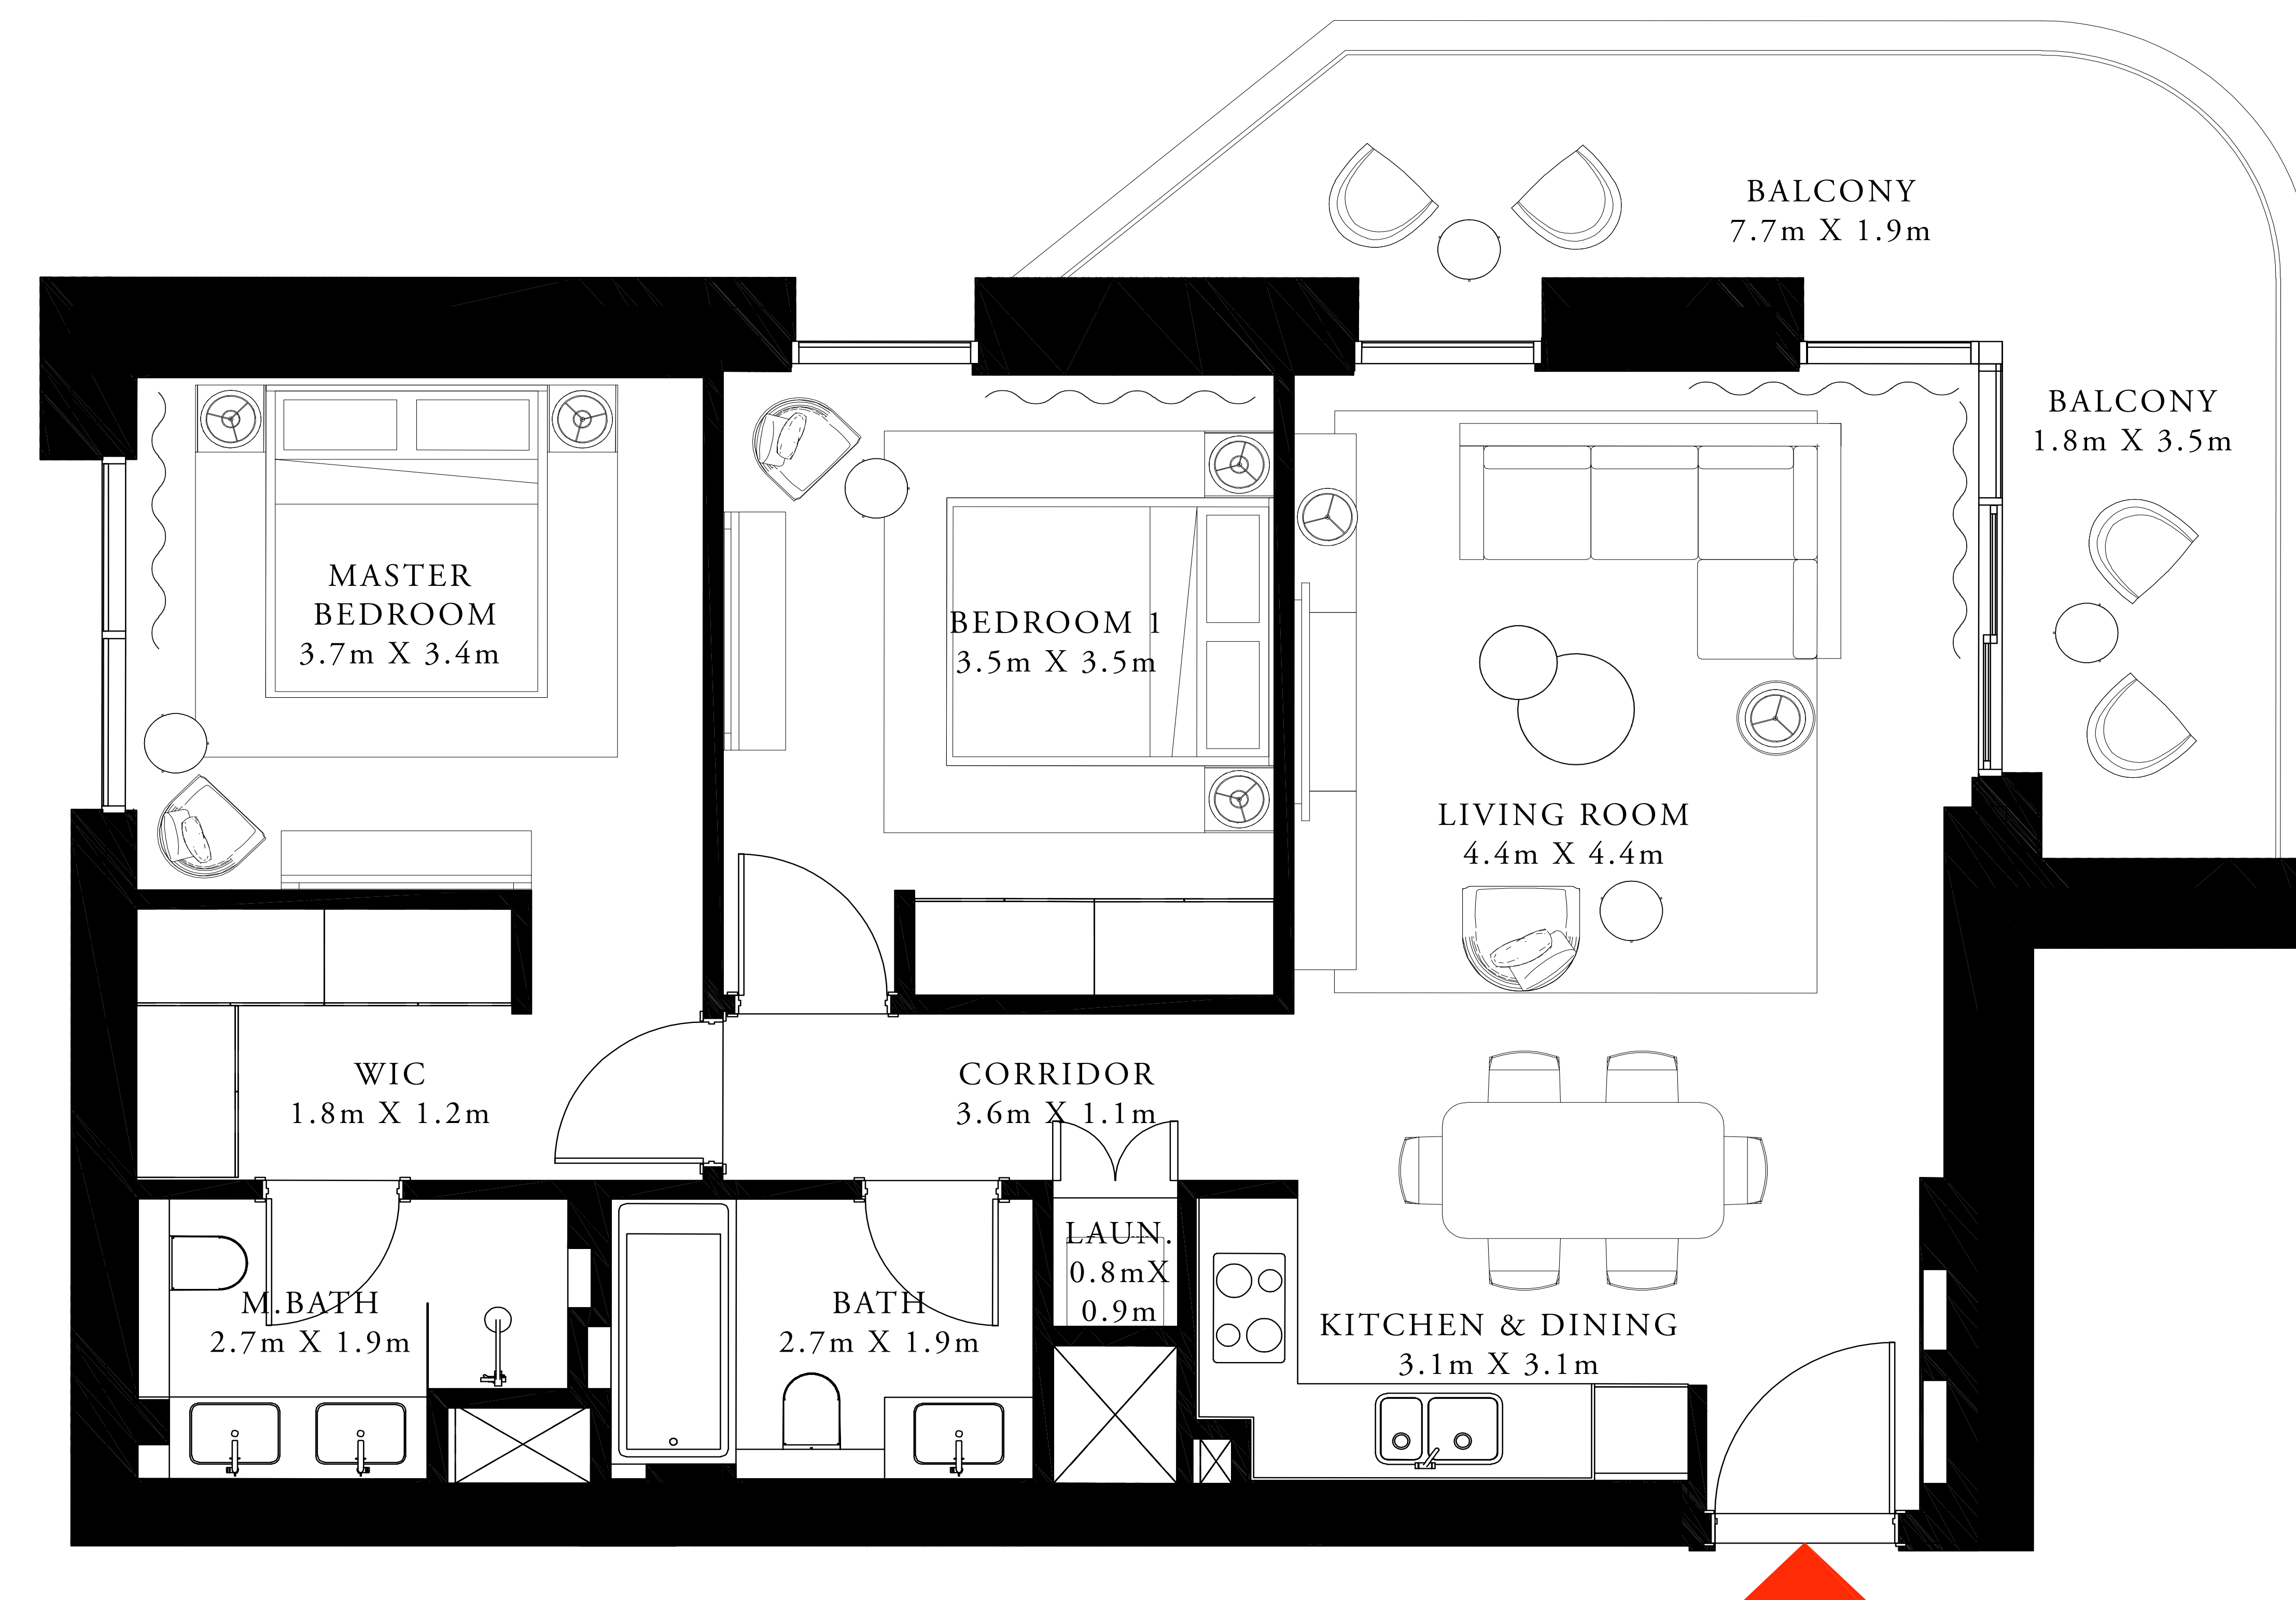 BALCONY
7.7m X 1.9m
BALCONY
1.8m X 3.5m
MASTER
BEDROOM
3.7m X 3.4m
BEDROOM 1
3.5m X 3.5m
LIVING ROOM
4.4m X 4.4m
WIC
1.8m X 1.2m
CORRIDOR
3.6m X 1.1m
LAUN.
0.8mX
0.9m
M.BATH
2.7m X 1.9m
BATH
2.7m X 1.9m
KITCHEN & DINING
3.1m X 3.1m